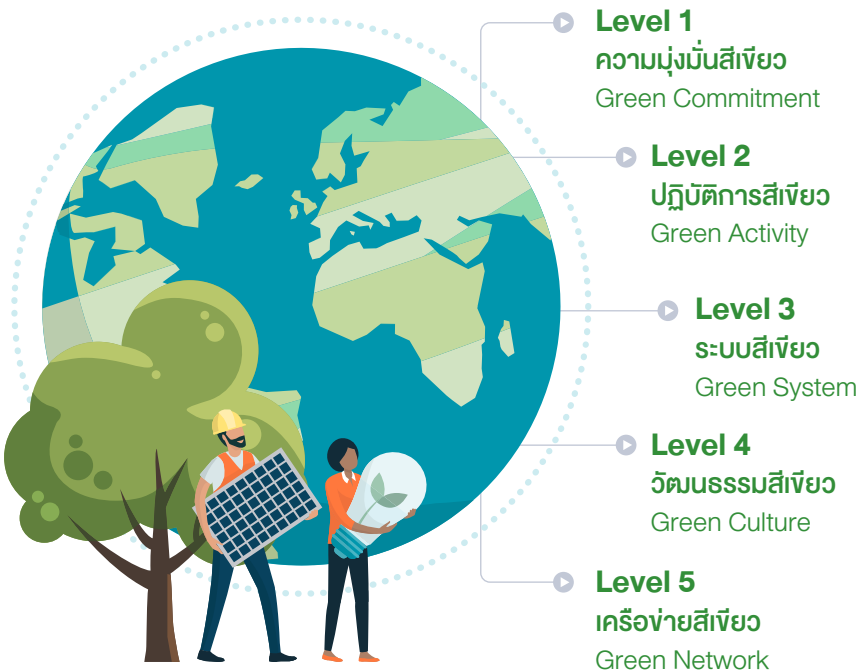 Level 1
ความมุ่งมั่นสีเขียว
Green Commitment
Level 2
ปฏิบัติการสีเขียว
Green Activity
Level 3
ระบบสีเขียว
Green System
Level 4
วัฒนธรรมสีเขียว
Green Culture
Level 5
เครือข่ายสีเขียว
Green Network